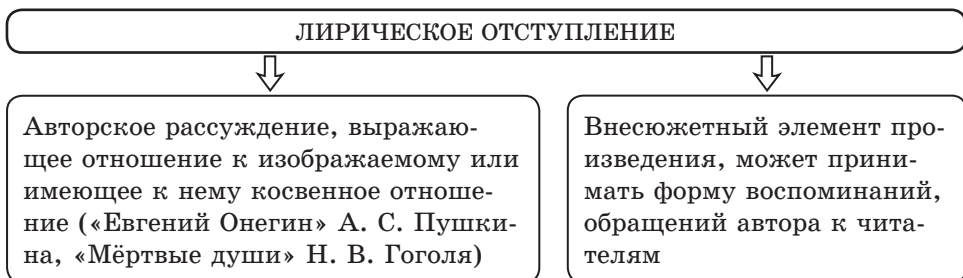 ЛИРИЧЕСКОЕ ОТСТУПЛЕНИЕ
Авторское рассуждение, выражаю-
щее отношение к изображаемому или
имеющее к нему косвенное отноше-
ние («Евгений Онегин» А. С. Пушки-
на, «Мёртвые души» Н. В. Гоголя)
Внесюжетный элемент про-
изведения, может прини-
мать форму воспоминаний,
обращений автора к чита-
телям